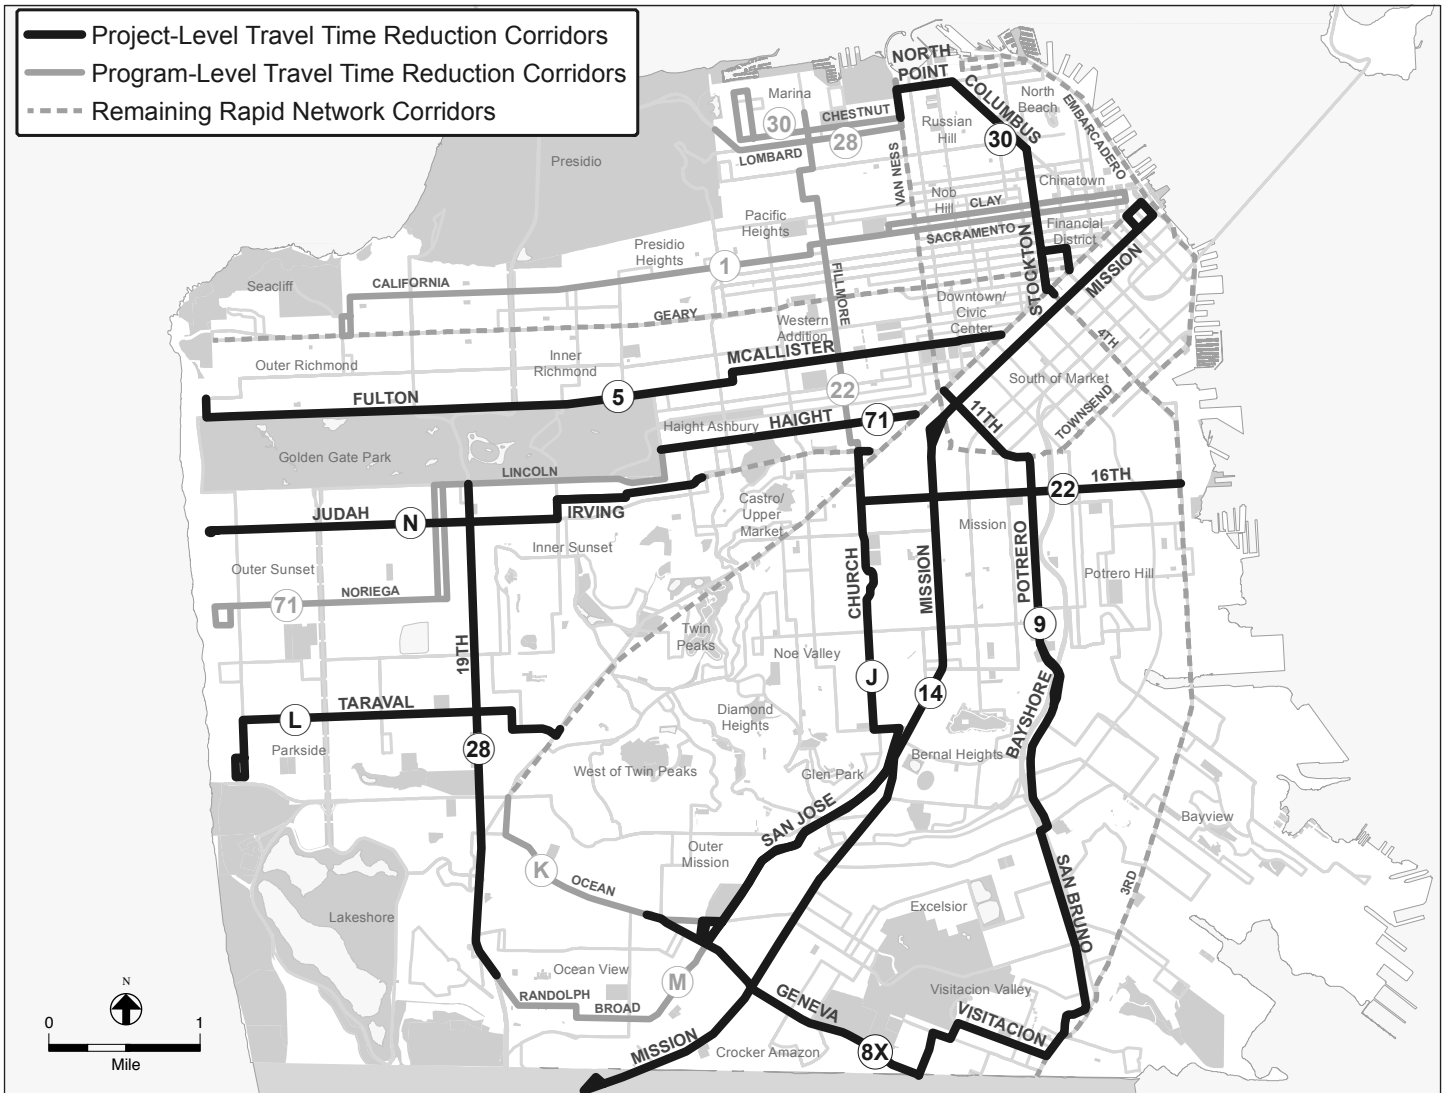 Project-Level Travel Time Reduction Corridors
Program-Level Travel Time Reduction Corridors
Remaining Rapid Network Corridors
NORTH
POINT
COLUMBUS
North
Beach
EMBARCADERO
Marina
30
CHESTNUT
28
LOMBARD
Russian
Hill
30
VAN NESS
Presidio
Chinatown
Nob
Hill
CLAY
SACRAMENTO
Financial
District
Pacific
Heights
Presidio
Heights
1
CALIFORNIA
Seacliff
FILLMORE
STOCKTON
MISSION
GEARY
Western
Addition
Downtown/
Civic
Center
4TH
Outer Richmond
Inner
Richmond
MCALLISTER
South of Market
FULTON
5
22
TOWNSEND
Haight Ashbury
HAIGHT
71
11TH
Golden Gate Park
LINCOLN
16TH
22
JUDAH
N
IRVING
Castro/
Upper
Market
Mission
Inner Sunset
Outer Sunset
CHURCH
MISSION
POTRERO
Potrero Hill
NORIEGA
71
9
Twin
Peaks
Noe Valley
19TH
J
14
TARAVAL
L
Diamond
Heights
BAYSHORE
28
Parkside
West of Twin Peaks
Glen Park
Bernal Heights
SAN JOSE
Bayview
Outer
Mission
K
OCEAN
SAN BRUNO
3RD
Lakeshore
Excelsior
Ocean View
M
RANDOLPH
BROAD
Visitacion Valley
GENEVA
VISITACION
MISSION
Crocker Amazon
8X
N
0
1
Mile